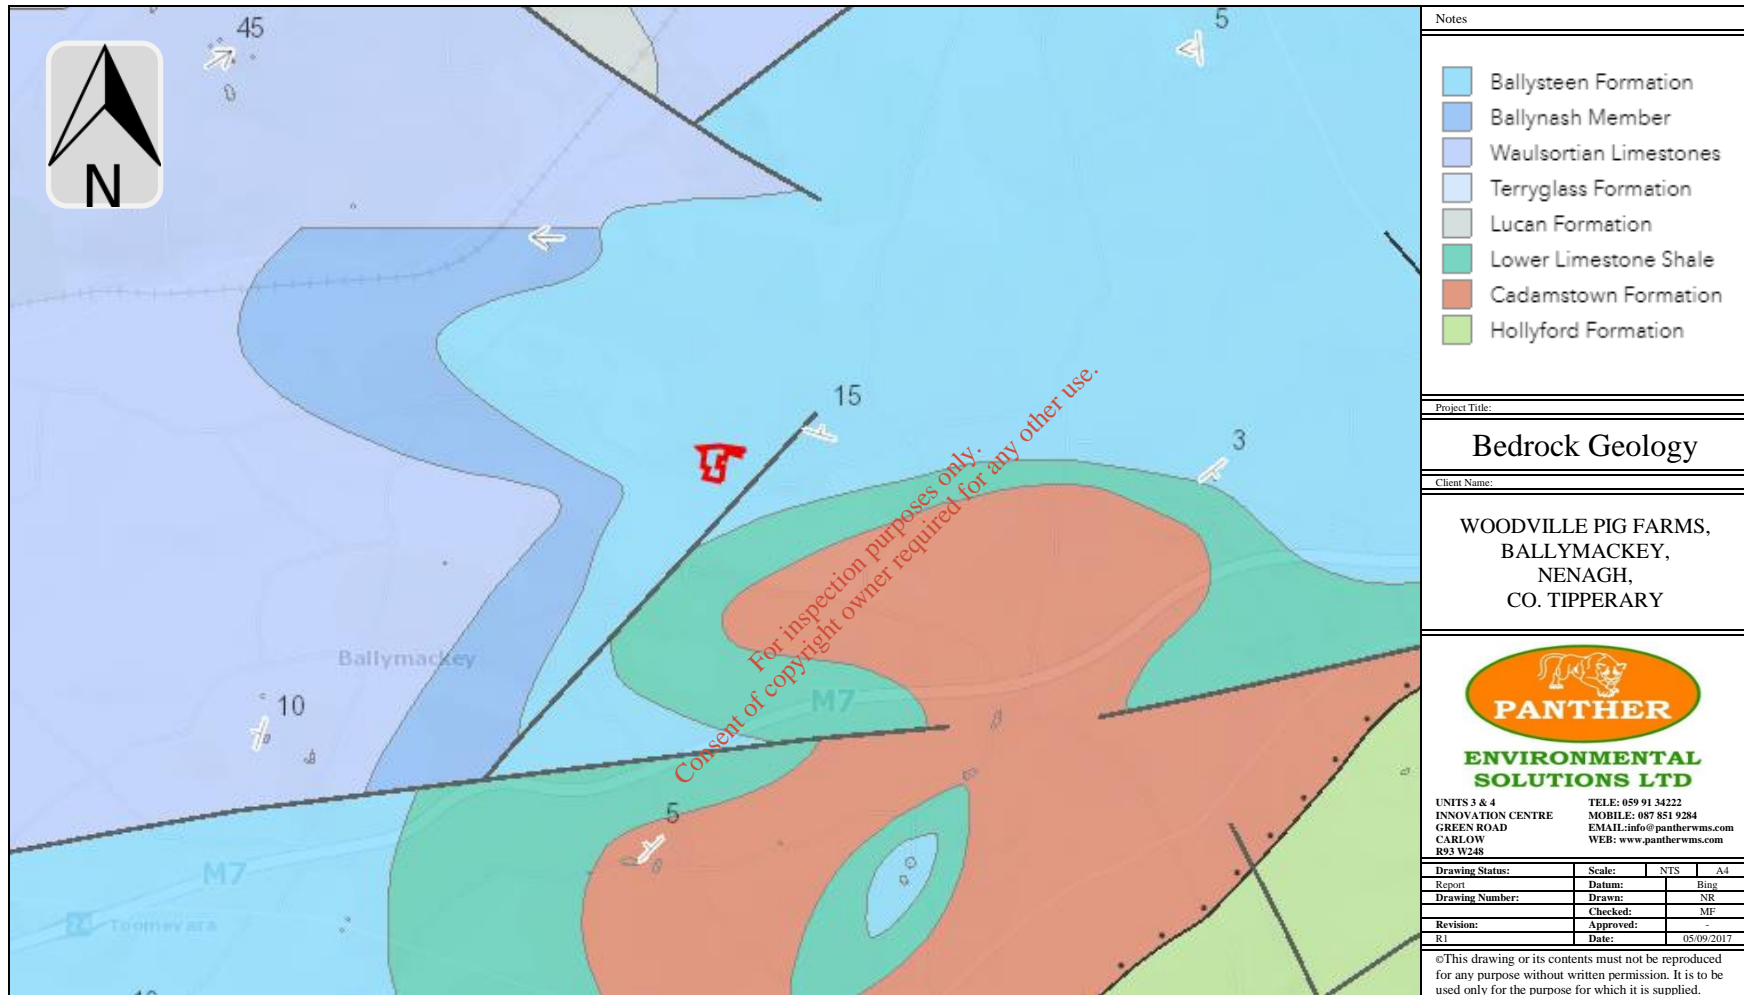 45
5
N
15
3
Ballymackey
M7
10
5
M7
24 Toomevara
For inspection purposes only.
Consent of copyright owner required for any other use.
Notes
Ballysteen Formation
Ballynash Member
Waulsortian Limestones
Terryglass Formation
Lucan Formation
Lower Limestone Shale
Cadamstown Formation
Hollyford Formation
Project Title:
Bedrock Geology
Client Name:
WOODVILLE PIG FARMS,
BALLYMACKEY,
NENAGH,
CO. TIPPERARY
PANTHER
ENVIRONMENTAL
SOLUTIONS LTD
UNITS 3 & 4
INNOVATION CENTRE
GREEN ROAD
CARLOW
R93 W248
TELE: 059 91 34222
MOBILE: 087 851 9284
EMAIL:info@pantherwms.com
WEB: www.pantherwms.com
Drawing Status: Scale: NTS A4
Report Datum: Bing
Drawing Number: Drawn: NR
Checked: MF
Revision: Approved: -
R1 Date: 05/09/2017
©This drawing or its contents must not be reproduced
for any purpose without written permission. It is to be
used only for the purpose for which it is supplied.